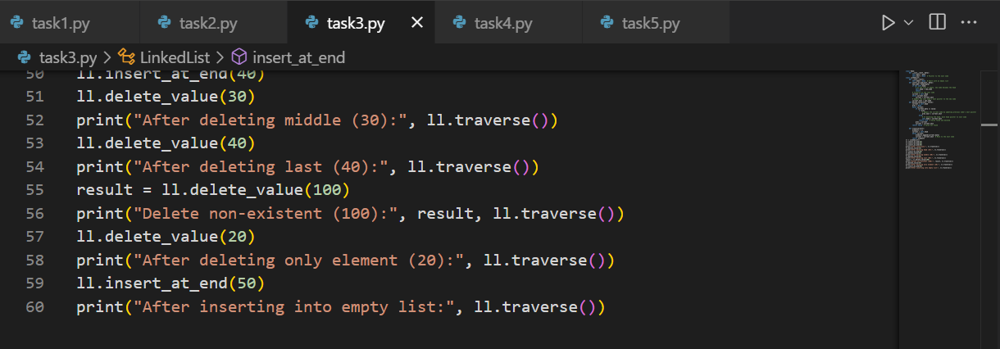 task1.py task2.py task3.py task4.py task5.py
task3.py > LinkedList > insert_at_end
50 ll.insert_at_end(40)
51 ll.delete_value(30)
52 print("After deleting middle (30):", ll.traverse())
53 ll.delete_value(40)
54 print("After deleting last (40):", ll.traverse())
55 result = ll.delete_value(100)
56 print("Delete non-existent (100):", result, ll.traverse())
57 ll.delete_value(20)
58 print("After deleting only element (20):", ll.traverse())
59 ll.insert_at_end(50)
60 print("After inserting into empty list:", ll.traverse())